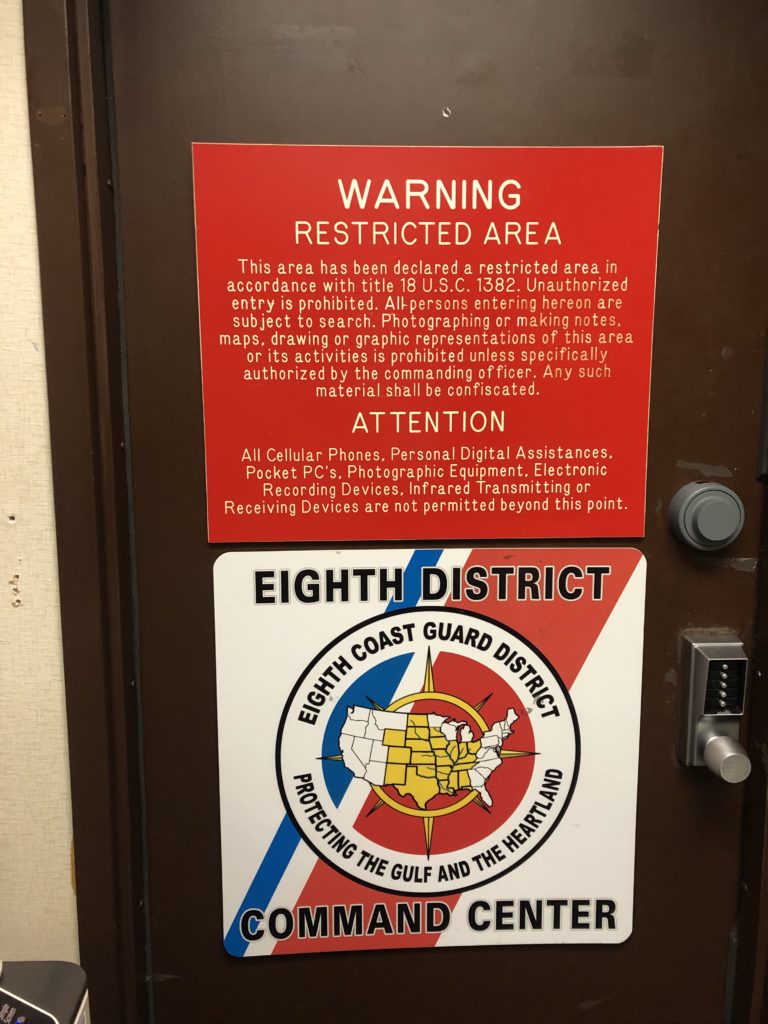 WARNING
RESTRICTED AREA
This area has been declared a restricted area in
accordance with title 18 U.S.C. 1382. Unauthorized
entry is prohibited. All persons entering hereon are
subject to search. Photographing or making notes,
maps, drawing or graphic representations of this area
or its activities is prohibited unless specifically
authorized by the commanding officer. Any such
material shall be confiscated.
ATTENTION
All Cellular Phones, Personal Digital Assistances,
Pocket PC's, Photographic Equipment, Electronic
Recording Devices, Infrared Transmitting or
Receiving Devices are not permitted beyond this point.
EIGHTH DISTRICT
EIGHTH COAST GUARD DISTRICT
PROTECTING THE GULF AND THE HEARTLAND
COMMAND CENTER